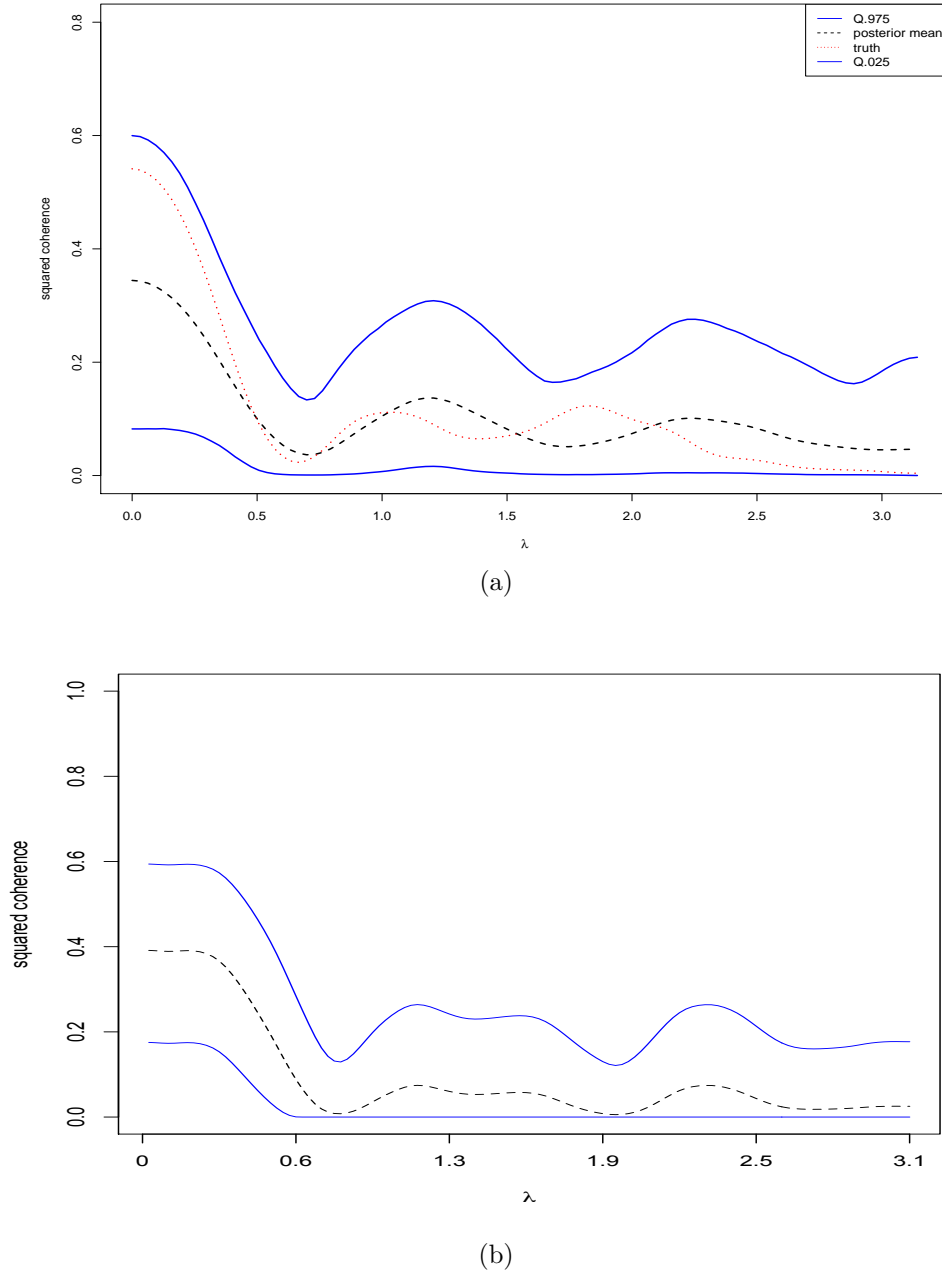 0.8
0.6
0.4
0.2
0.0
squared coherence
Q.975
posterior mean
truth
Q.025
0.0 0.5 1.0 1.5 2.0 2.5 3.0
λ
(a)
1.0
0.8
0.6
0.4
0.2
0.0
squared coherence
0 0.6 1.3 1.9 2.5 3.1
λ
(b)